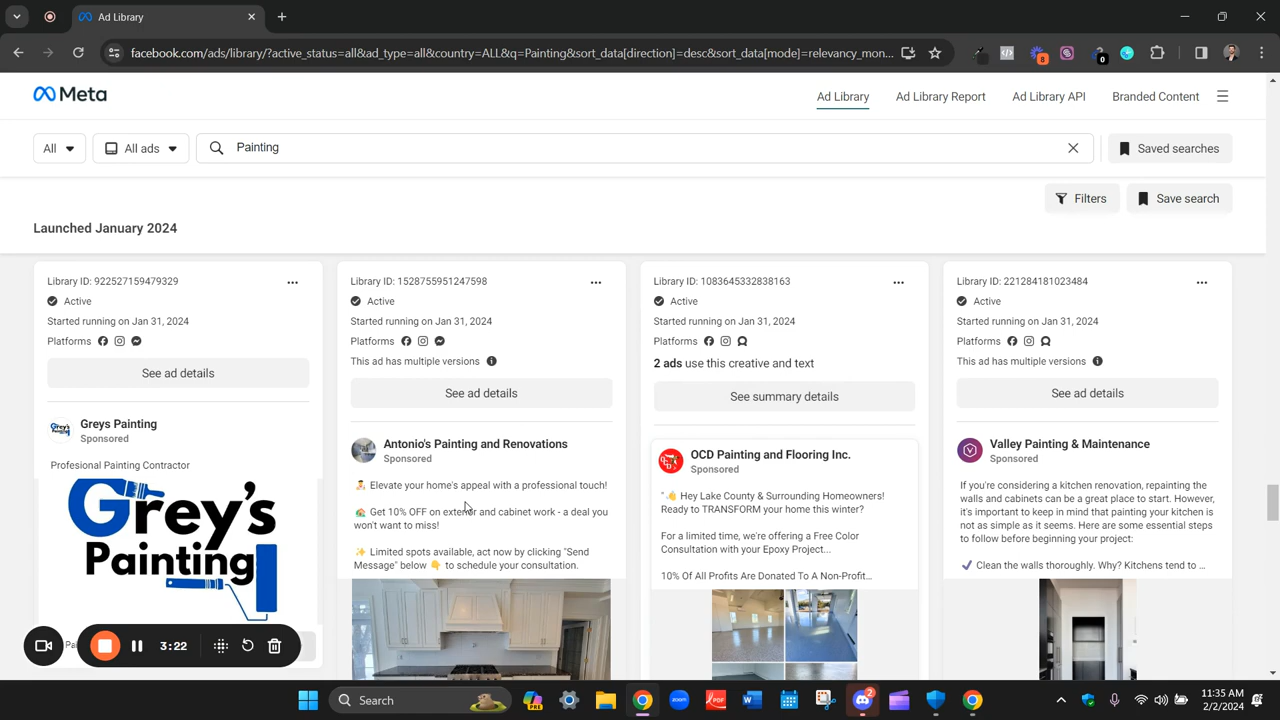 Ad Library
facebook.com/ads/library/?active_status=all&ad_type=all&country=ALL&q=Painting&sort_data[direction]=desc&sort_data[mode]=relevancy_mon...
8
0
Meta
Ad Library
Ad Library Report
Ad Library API
Branded Content
All
All ads
Painting
Saved searches
Filters
Save search
Launched January 2024
Library ID: 922527159479329
Active
Started running on Jan 31, 2024
Platforms
See ad details
Greys Painting
Sponsored
Profesional Painting Contractor
Grey's
Painting
Library ID: 1528755951247598
Active
Started running on Jan 31, 2024
Platforms
This ad has multiple versions
See ad details
Antonio's Painting and Renovations
Sponsored
Elevate your home's appeal with a professional touch!
Get 10% OFF on exterior and cabinet work - a deal you
won't want to miss!
Limited spots available, act now by clicking "Send
Message" below 👇 to schedule your consultation.
Library ID: 1083645332838163
Active
Started running on Jan 31, 2024
Platforms
2 ads use this creative and text
See summary details
OCD Painting and Flooring Inc.
Sponsored
"👋 Hey Lake County & Surrounding Homeowners!
Ready to TRANSFORM your home this winter?
For a limited time, we're offering a Free Color
Consultation with your Epoxy Project...
10% Of All Profits Are Donated To A Non-Profit...
Library ID: 221284181023484
Active
Started running on Jan 31, 2024
Platforms
This ad has multiple versions
See ad details
Valley Painting & Maintenance
Sponsored
If you're considering a kitchen renovation, repainting the
walls and cabinets can be a great place to start. However,
it's important to keep in mind that painting your kitchen is
not as simple as it seems. Here are some essential steps
to follow before beginning your project:
✓ Clean the walls thoroughly. Why? Kitchens tend to ...
3:22
Search
PRE
2
11:35 AM
2/2/2024